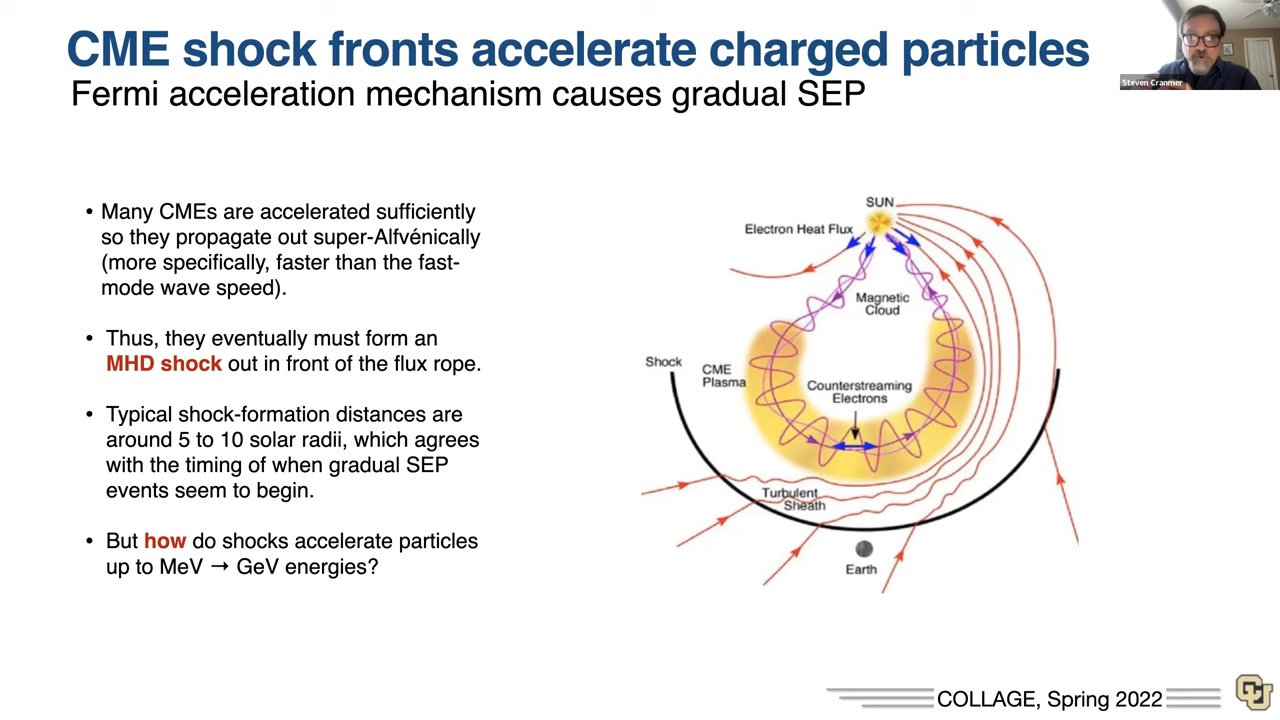 CME shock fronts accelerate charged particles
Fermi acceleration mechanism causes gradual SEP
Steven Cranmer
• Many CMEs are accelerated sufficiently
so they propagate out super-Alfvénically
(more specifically, faster than the fast-
mode wave speed).
• Thus, they eventually must form an
MHD shock out in front of the flux rope.
• Typical shock-formation distances are
around 5 to 10 solar radii, which agrees
with the timing of when gradual SEP
events seem to begin.
• But how do shocks accelerate particles
up to MeV → GeV energies?
SUN
Electron Heat Flux
Magnetic
Cloud
Shock
CME
Plasma
Counterstreaming
Electrons
Turbulent
Sheath
Earth
COLLAGE, Spring 2022
CU